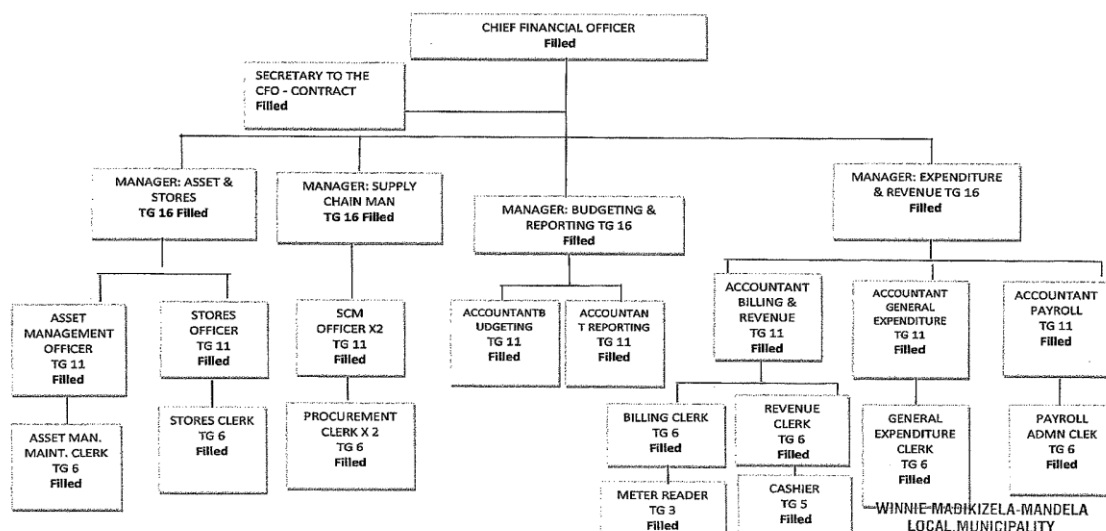 CHIEF FINANCIAL OFFICER
Filled
SECRETARY TO THE
CFO - CONTRACT
Filled
MANAGER: ASSET &
STORES
TG 16 Filled
MANAGER: SUPPLY
CHAIN MAN
TG 16 Filled
MANAGER: BUDGETING &
REPORTING TG 16
Filled
MANAGER: EXPENDITURE
& REVENUE TG 16
Filled
ASSET
MANAGEMENT
OFFICER
TG 11
Filled
STORES
OFFICER
TG 11
Filled
SCM
OFFICER X2
TG 11
Filled
ACCOUNTANTB
UDGETING
TG 11
Filled
ACCOUNTAN
T REPORTING
TG 11
Filled
ACCOUNTANT
BILLING &
REVENUE
TG 11
Filled
ACCOUNTANT
GENERAL
EXPENDITURE
TG 11
Filled
ACCOUNTANT
PAYROLL
TG 11
Filled
ASSET MAN.
MAINT. CLERK
TG 6
Filled
STORES CLERK
TG 6
Filled
PROCUREMENT
CLERK X 2
TG 6
Filled
BILLING CLERK
TG 6
Filled
REVENUE
CLERK
TG 6
Filled
GENERAL
EXPENDITURE
CLERK
TG 6
Filled
PAYROLL
ADMN CLEK
TG 6
Filled
METER READER
TG 3
Filled
CASHIER
TG 5
Filled
WINNIE MADIKIZELA-MANDELA
LOCAL MUNICIPALITY